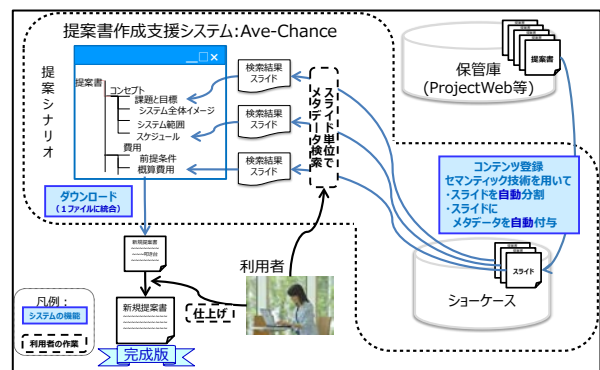 提案書作成支援システム:Ave-Chance
提案シナリオ
提案書
コンセプト
課題と目標
システム全体イメージ
システム範囲
スケジュール
費用
前提条件
概算費用
検索結果
スライド
検索結果
スライド
検索結果
スライド
スライド単位で
メタデータ検索
提案書
保管庫
(ProjectWeb等)
コンテンツ登録
セマンティック技術を用いて
・スライドを自動分割
・スライドに
メタデータを自動付与
スライド
ショーケース
ダウンロード
(1ファイルに統合)
新規提案書
利用者
仕上げ
新規提案書
完成版
凡例:
システムの機能
利用者の作業